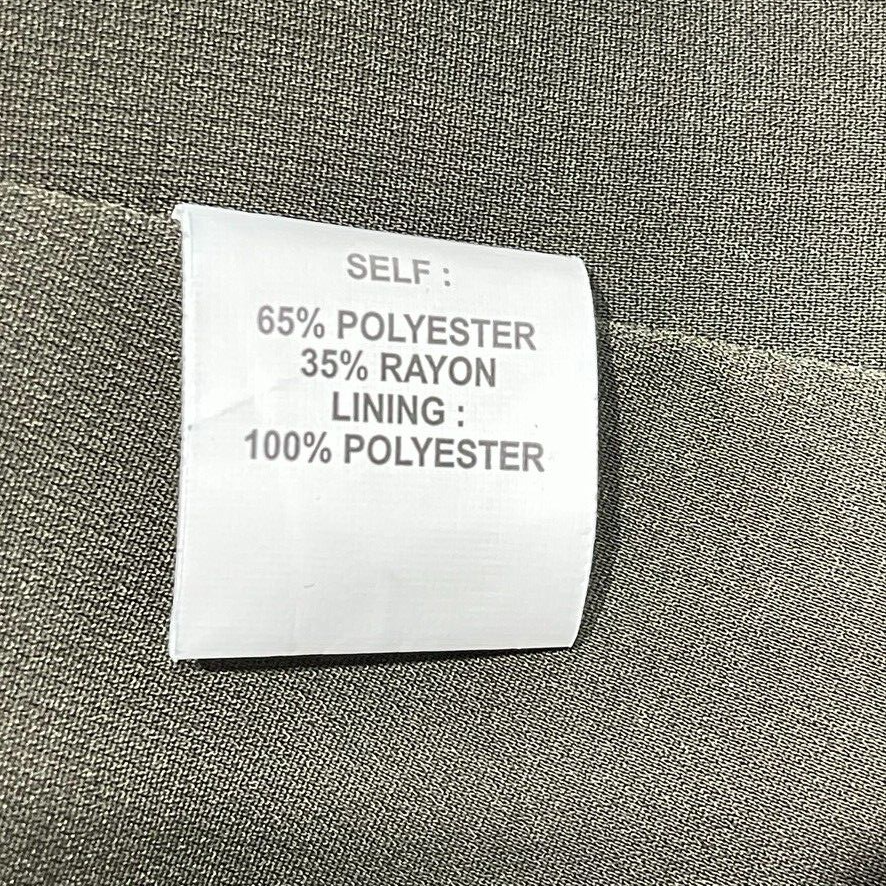 SELF :
65% POLYESTER
35% RAYON
LINING :
100% POLYESTER